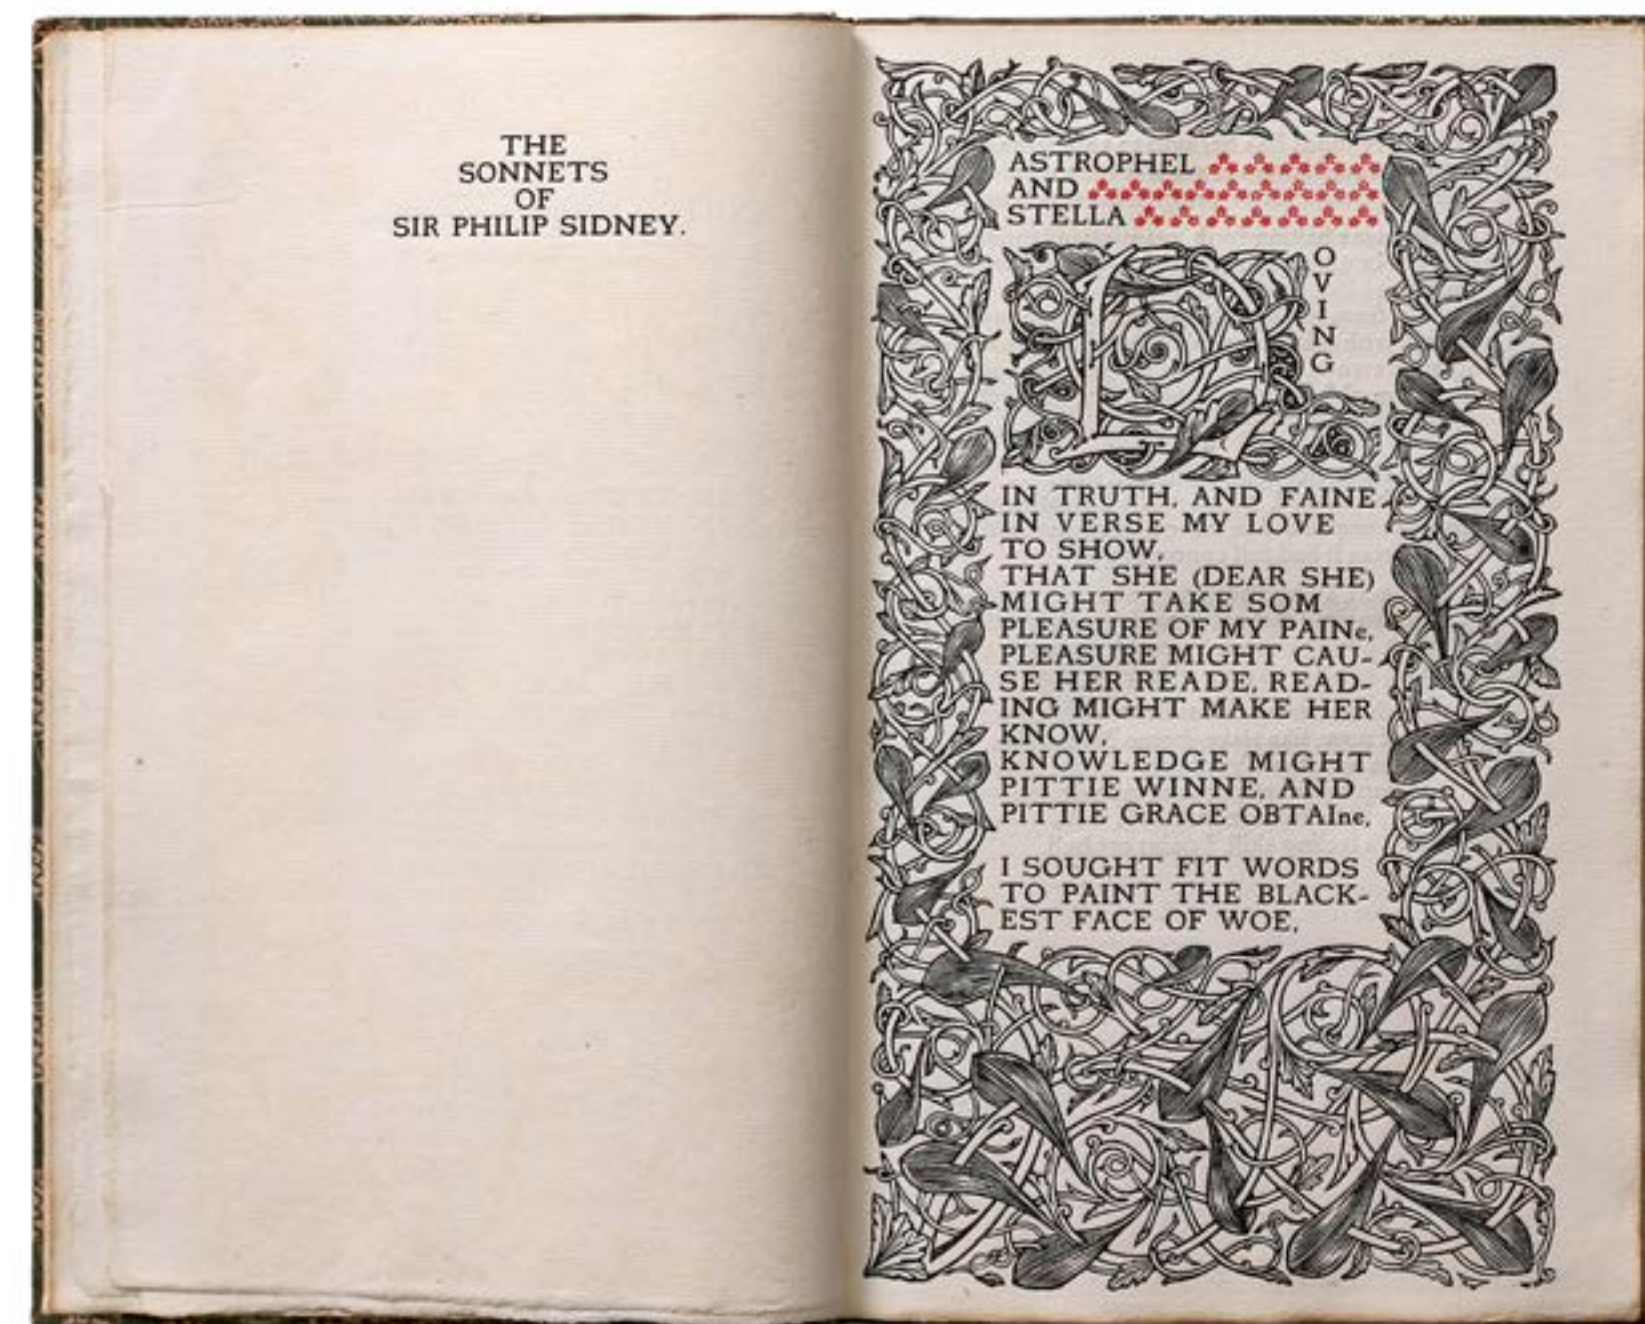 THE
SONNETS
OF
SIR PHILIP SIDNEY.
ASTROPHEL
AND
STELLA
LOVING
IN TRUTH, AND FAINE
IN VERSE MY LOVE
TO SHOW,
THAT SHE (DEAR SHE)
MIGHT TAKE SOM
PLEASURE OF MY PAINe,
PLEASURE MIGHT CAU-
SE HER READE, READ-
ING MIGHT MAKE HER
KNOW,
KNOWLEDGE MIGHT
PITTIE WINNE, AND
PITTIE GRACE OBTAIne,
I SOUGHT FIT WORDS
TO PAINT THE BLACK-
EST FACE OF WOE,